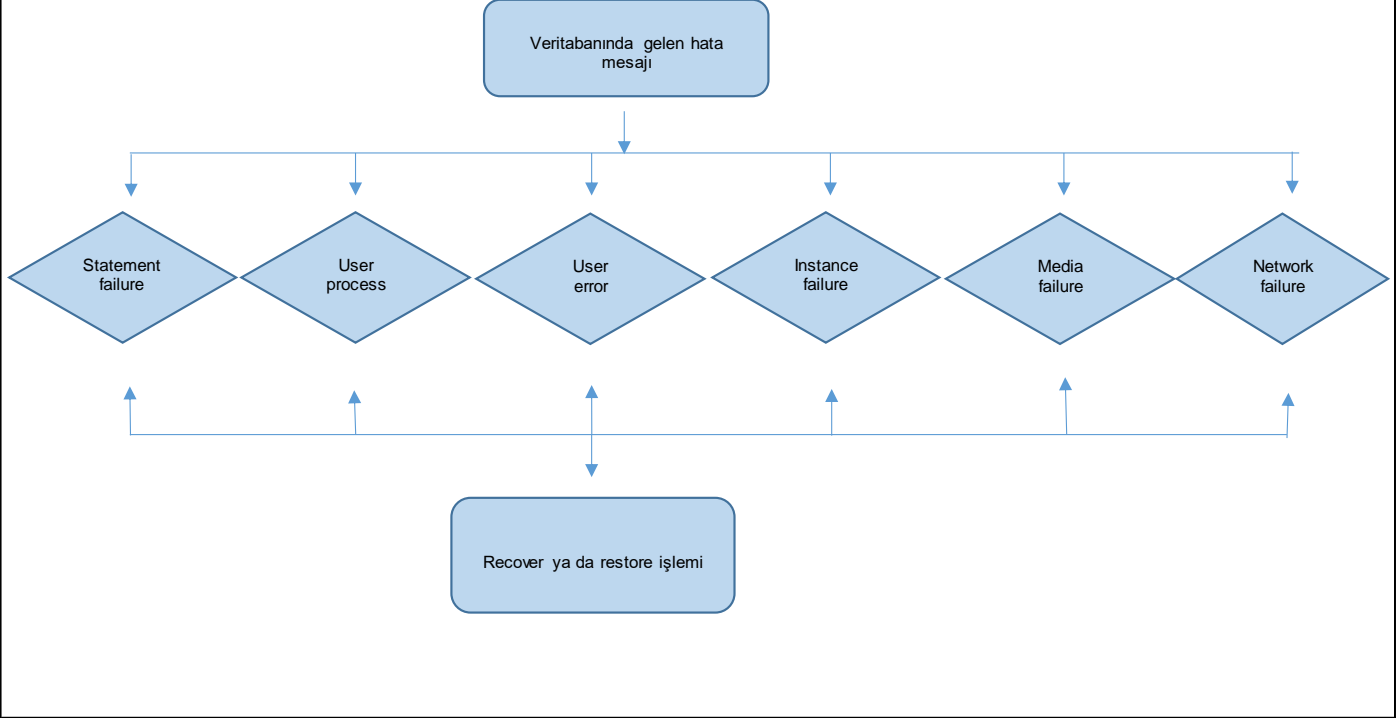 Veritabanında gelen hata
mesajı
Statement
failure
User
process
User
error
Instance
failure
Media
failure
Network
failure
Recover ya da restore işlemi